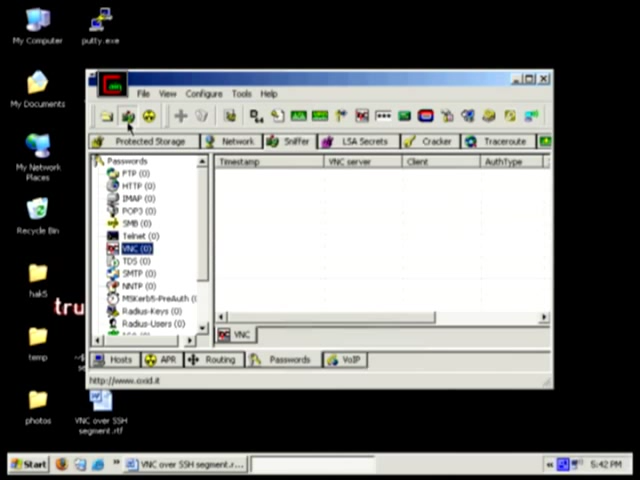 My Computer
putty.exe
My Documents
My Network
Places
Recycle Bin
hak5
tru
temp
photos
VNC over SSH
segment.rtf
File View Configure Tools Help
Protected Storage Network Sniffer LSA Secrets Cracker Traceroute
Passwords
FTP (0)
HTTP (0)
IMAP (0)
POP3 (0)
SMB (0)
Telnet (0)
VNC (0)
TDS (0)
SMTP (0)
NNTP (0)
MSKerb5-PreAuth (
Radius-Keys (0)
Radius-Users (0)
Timestamp VNC server Client AuthType
VNC
Hosts APR Routing Passwords VoIP
http://www.oxid.it
Start
VNC over SSH segment.r...
5:42 PM